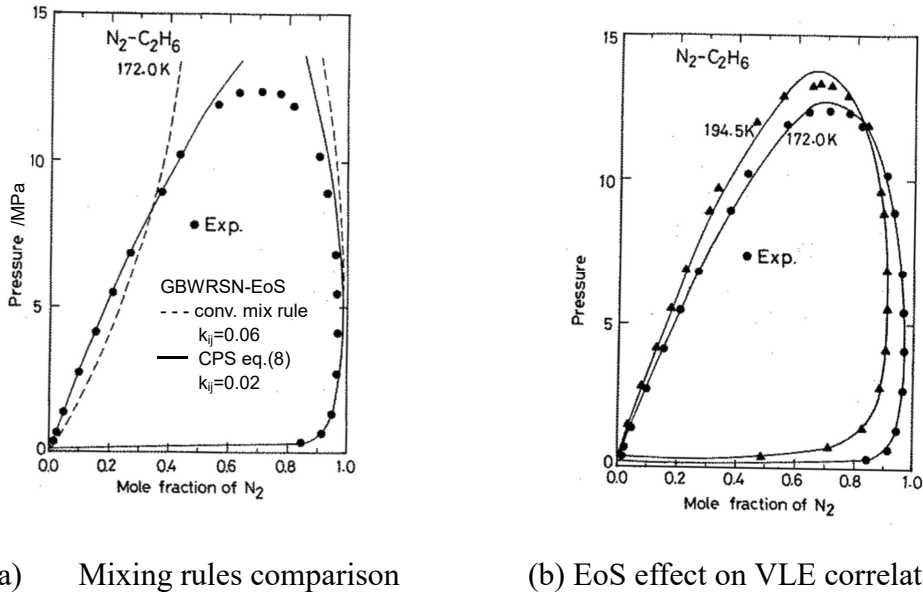 15
N2-C2H6
172.0K
10
Pressure /MPa
Exp.
GBWRSN-EoS
conv. mix rule
kij=0.06
5
CPS eq.(8)
kij=0.02
0
0.0 0.2 0.4 0.6 0.8 1.0
Mole fraction of N2
15
N2-C2H6
194.5K
172.0K
10
Exp.
Pressure
5
0
0.0 0.2 0.4 0.6 0.8 1.0
Mole fraction of N2
a) Mixing rules comparison
(b) EoS effect on VLE correlat